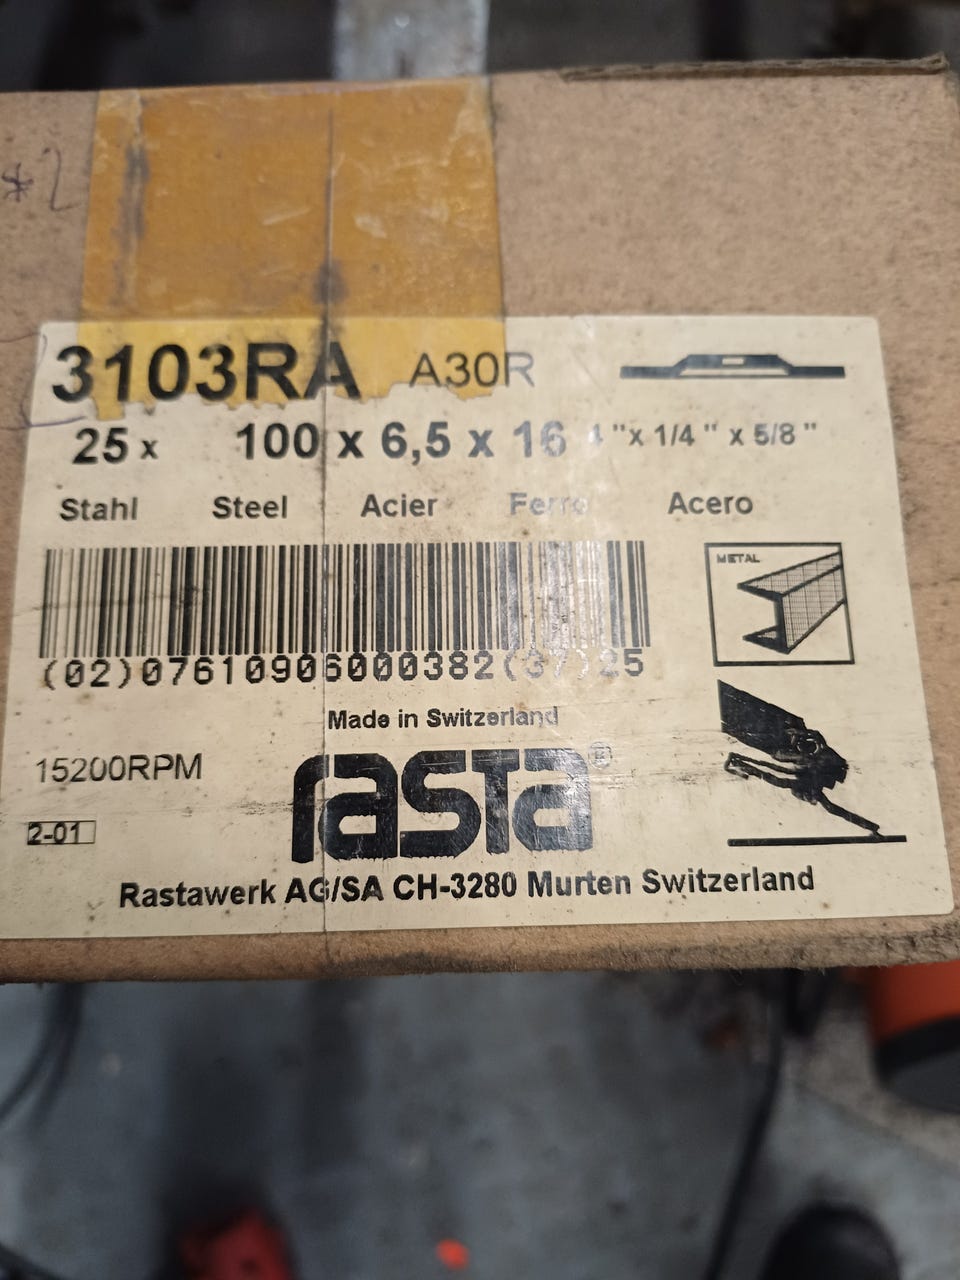 $2
3103RA A30R
25 x 100 x 6,5 x 16 4 "x 1/4 " x 5/8 "
Stahl Steel Acier Ferro Acero
METAL
(02)07610906000382(37)25
Made in Switzerland
15200RPM
rasta®
2-01
Rastawerk AG/SA CH-3280 Murten Switzerland